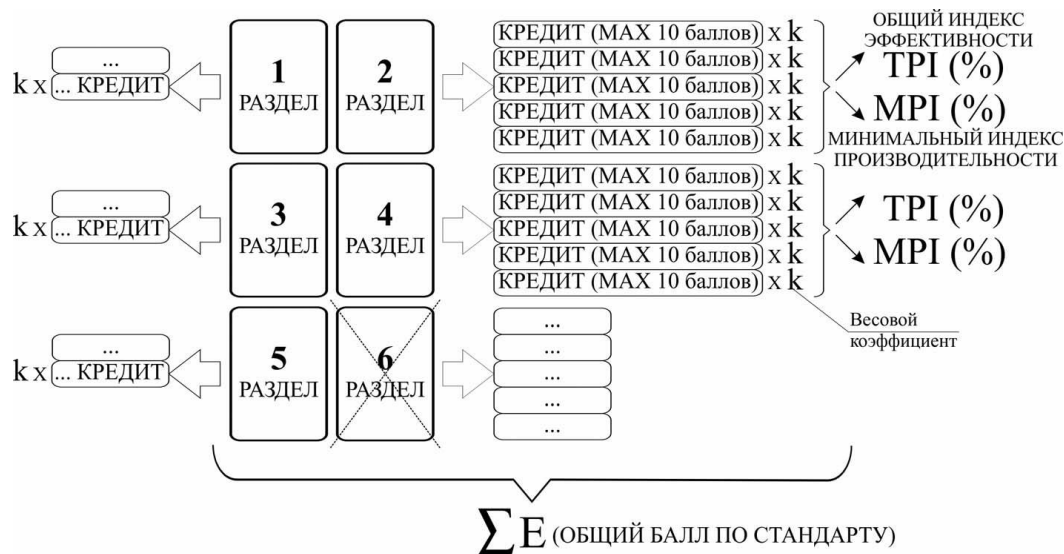 ...
k x ... КРЕДИТ
1
РАЗДЕЛ
2
РАЗДЕЛ
КРЕДИТ (MAX 10 баллов) x k
КРЕДИТ (MAX 10 баллов) x k
КРЕДИТ (MAX 10 баллов) x k
КРЕДИТ (MAX 10 баллов) x k
КРЕДИТ (MAX 10 баллов) x k
ОБЩИЙ ИНДЕКС
ЭФФЕКТИВНОСТИ
TPI (%)
MPI (%)
МИНИМАЛЬНЫЙ ИНДЕКС
ПРОИЗВОДИТЕЛЬНОСТИ
...
k x ... КРЕДИТ
3
РАЗДЕЛ
4
РАЗДЕЛ
КРЕДИТ (MAX 10 баллов) x k
КРЕДИТ (MAX 10 баллов) x k
КРЕДИТ (MAX 10 баллов) x k
КРЕДИТ (MAX 10 баллов) x k
КРЕДИТ (MAX 10 баллов) x k
TPI (%)
MPI (%)
Весовой
коэффициент
...
k x ... КРЕДИТ
5
РАЗДЕЛ
6
РАЗДЕЛ
...
...
...
...
...
∑E (ОБЩИЙ БАЛЛ ПО СТАНДАРТУ)